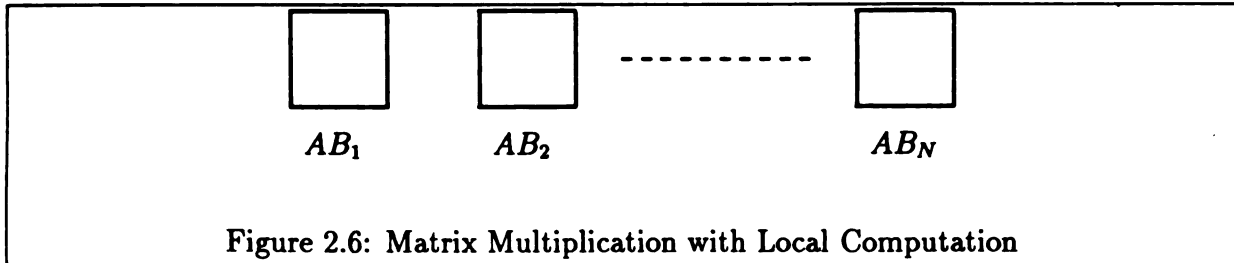 AB₁ AB₂ AB_N
Figure 2.6: Matrix Multiplication with Local Computation